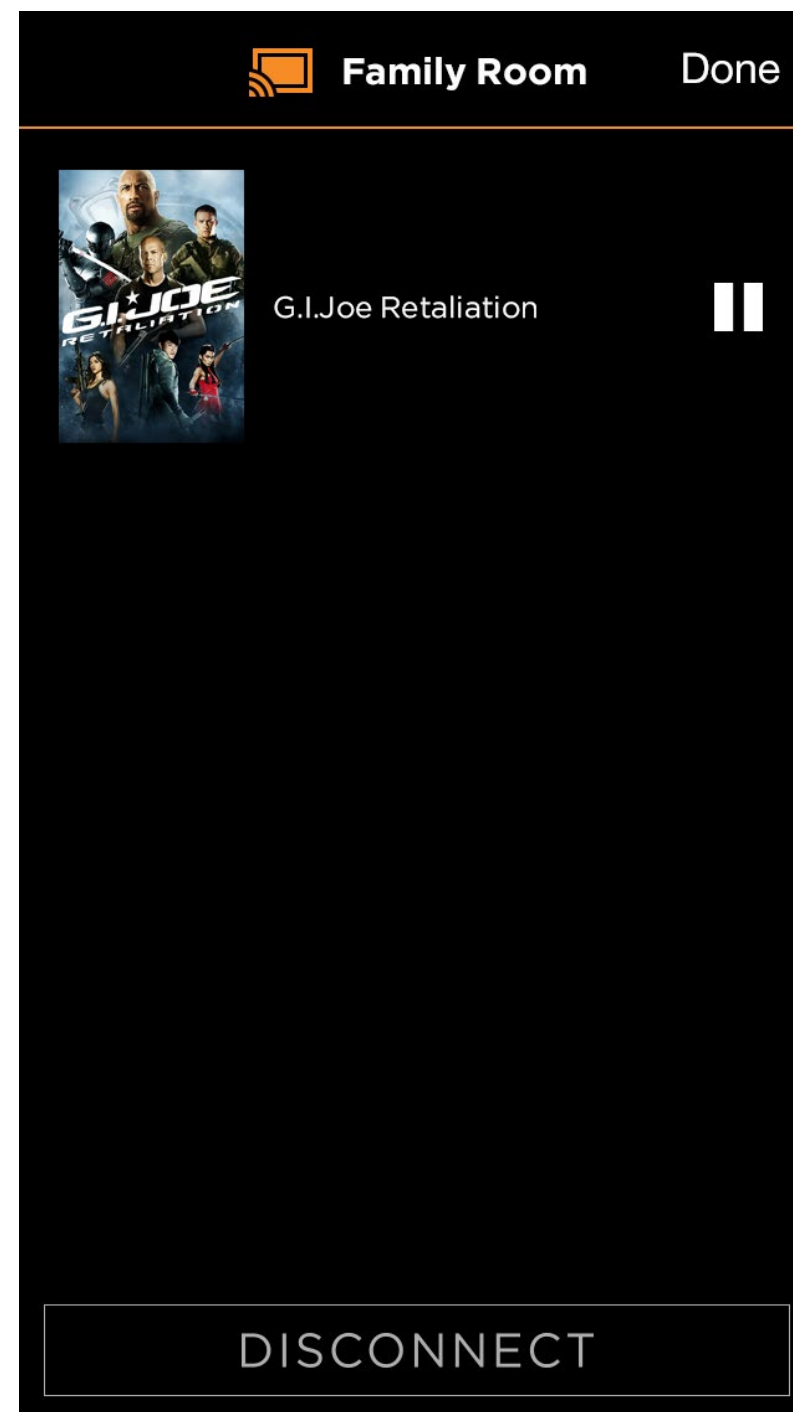 Family Room
Done
G.I.JOE
RETALIATION
G.I.Joe Retaliation
DISCONNECT